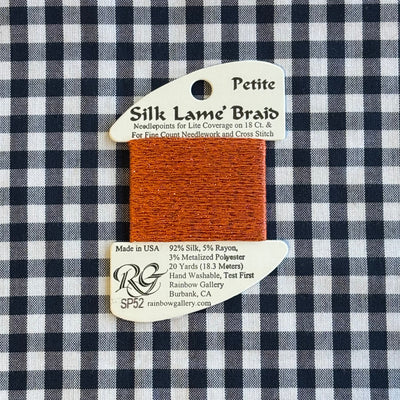 Petite
Silk Lamé Braid
Needlepoints for Lite Coverage on 18 Ct. &
For Fine Count Needlework and Cross Stitch
Made in USA
92% Silk, 5% Rayon,
3% Metalized Polyester
20 Yards (18.3 Meters)
Hand Washable, Test First
Rainbow Gallery
Burbank, CA
RG
SP52 rainbowgallery.com